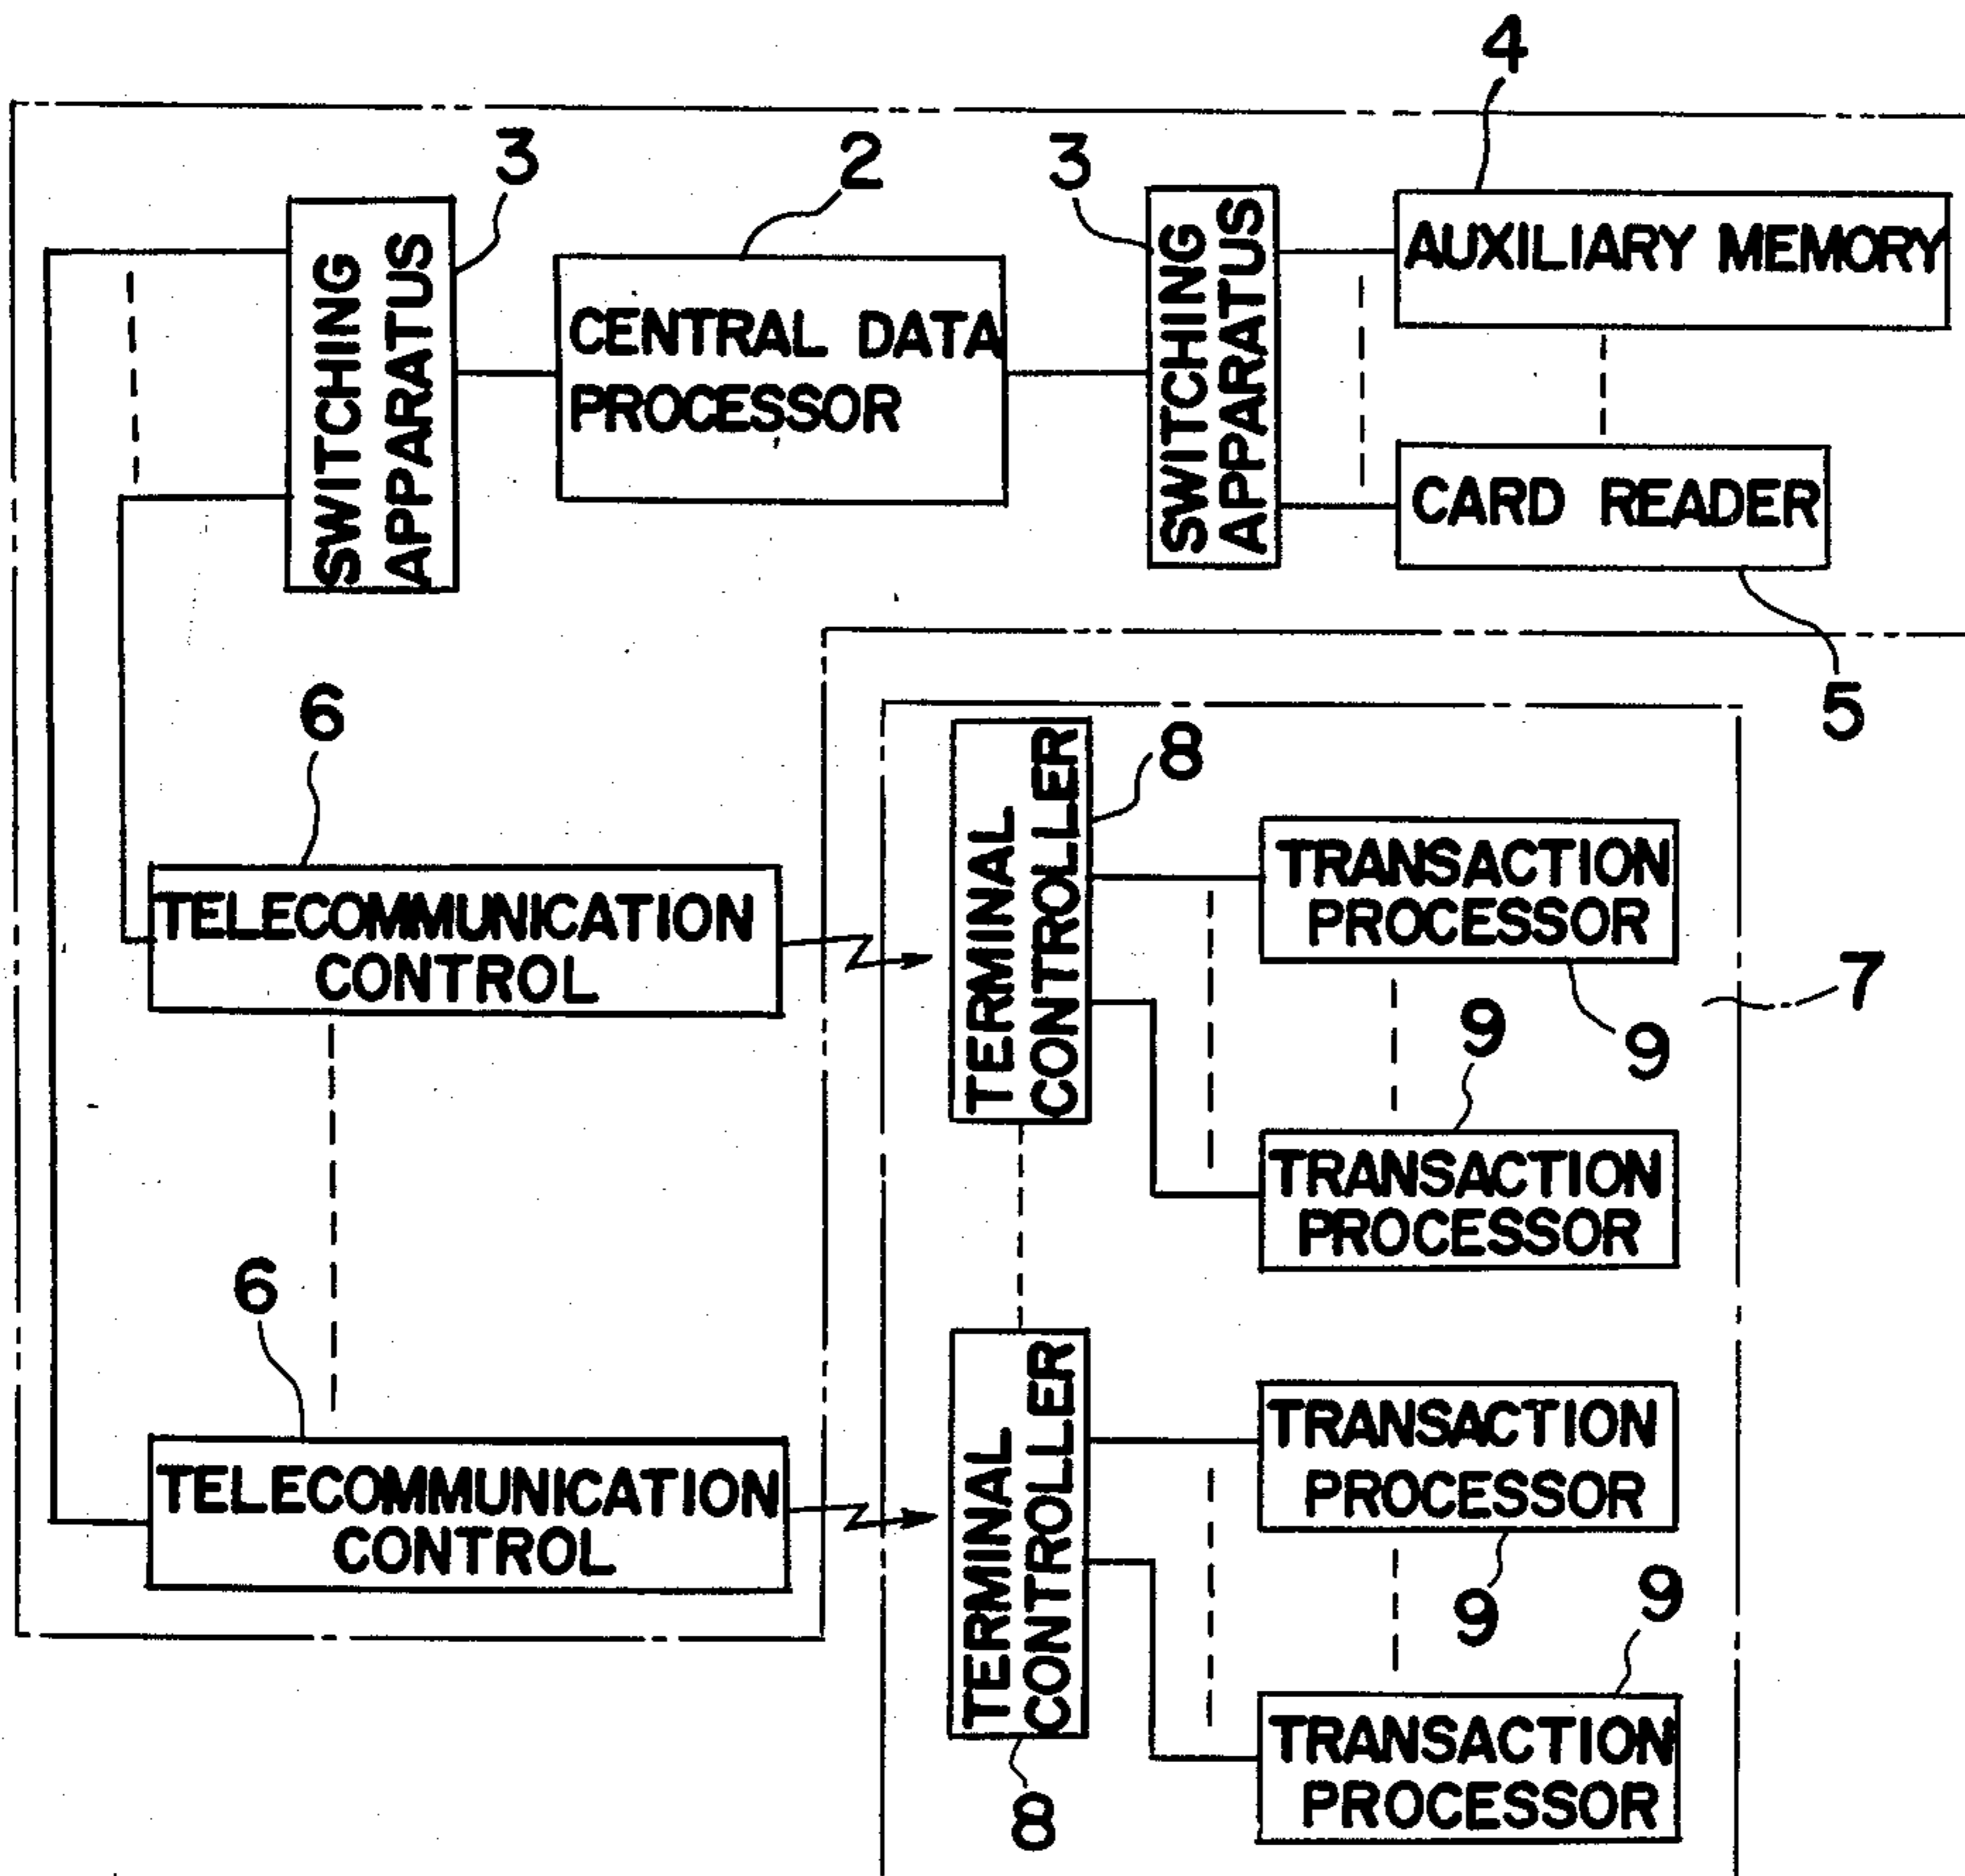 4
3
2
3
SWITCHING
APPARATUS
CENTRAL DATA
PROCESSOR
SWITCHING
APPARATUS
AUXILIARY MEMORY
CARD READER
5
6
8
TERMINAL
CONTROLLER
TRANSACTION
PROCESSOR
TELECOMMUNICATION
CONTROL
7
9
9
TRANSACTION
PROCESSOR
6
TERMINAL
CONTROLLER
TRANSACTION
PROCESSOR
TELECOMMUNICATION
CONTROL
9
9
TRANSACTION
PROCESSOR
8